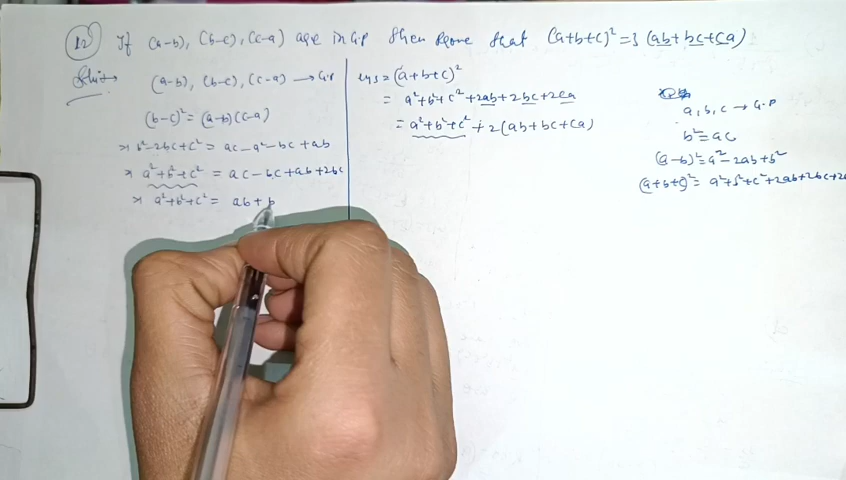 12) If (a-b), (b-c), (c-a) are in G.P then prove that (a+b+c)² = 3 (ab+bc+ca)
Soln→ (a-b), (b-c), (c-a) → G.P
(b-c)² = (a-b)(c-a)
⇒ b²-2bc+c² = ac-a²-bc+ab
⇒ a²+b²+c² = ac-bc+ab+2bc
⇒ a²+b²+c² = ab+b
LHS = (a+b+c)²
= a²+b²+c²+2ab+2bc+2ca
= a²+b²+c²+2(ab+bc+ca)
a, b, c → G.P
b² = ac
(a-b)² = a²-2ab+b²
(a+b+c)² = a²+b²+c²+2ab+2bc+2